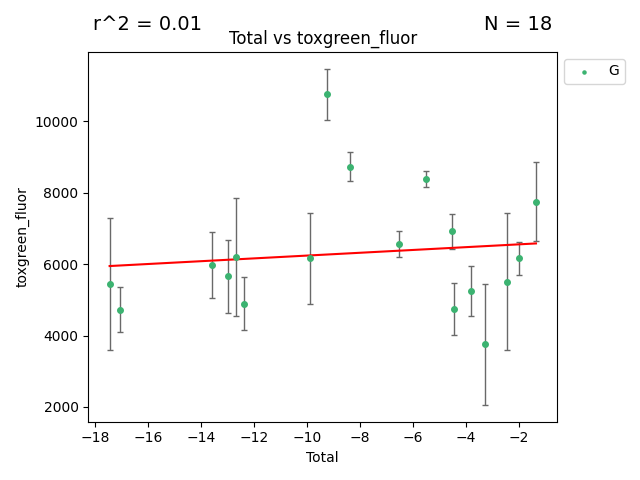 r^2 = 0.01
N = 18
Total vs toxgreen_fluor
G
10000
8000
6000
4000
2000
toxgreen_fluor
−18 −16 −14 −12 −10 −8 −6 −4 −2
Total